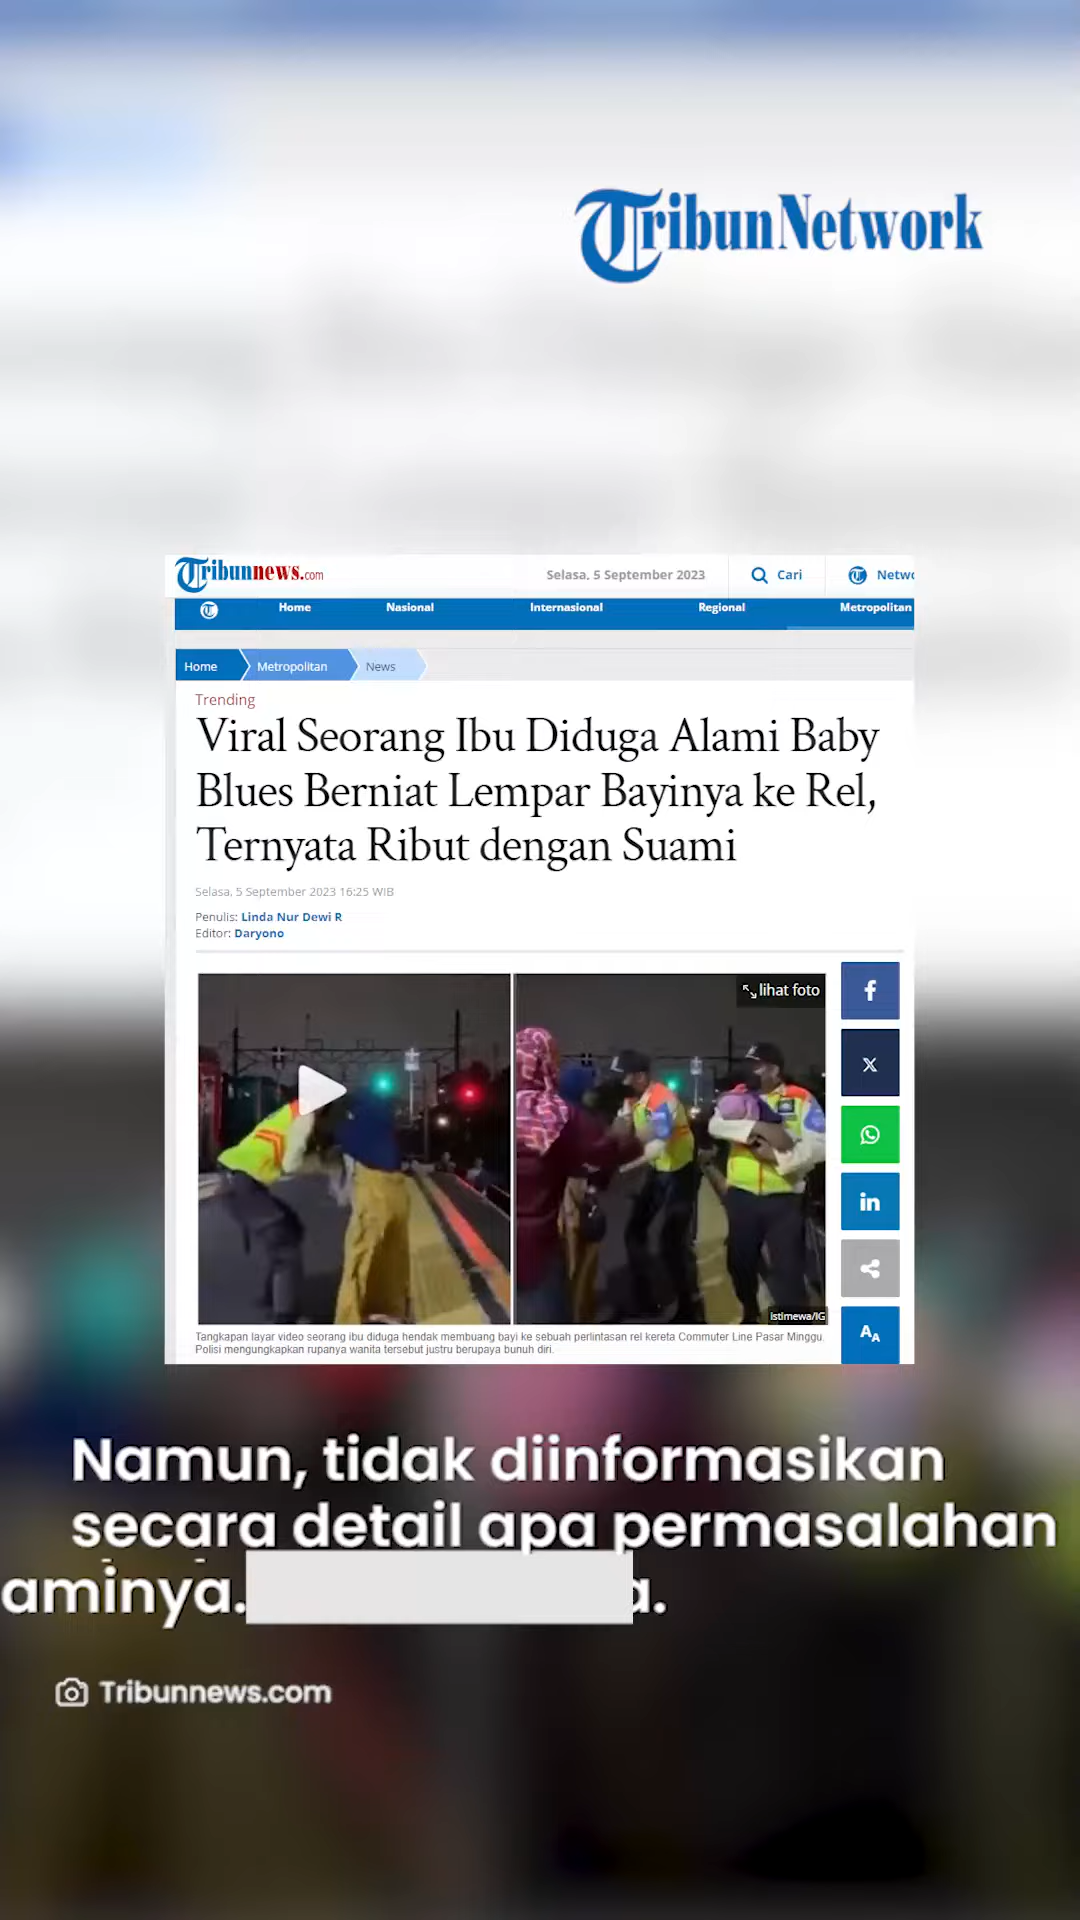 TribunNetwork
Tribunnews.com
Selasa, 5 September 2023
Cari
Netwo
Home Nasional Internasional Regional Metropolitan
Home Metropolitan News
Trending
Viral Seorang Ibu Diduga Alami Baby
Blues Berniat Lempar Bayinya ke Rel,
Ternyata Ribut dengan Suami
Selasa, 5 September 2023 16:25 WIB
Penulis: Linda Nur Dewi R
Editor: Daryono
lihat foto
Istimewa/IG
Tangkapan layar video seorang ibu diduga hendak membuang bayi ke sebuah perlintasan rel kereta Commuter Line Pasar Minggu.
Polisi mengungkapkan rupanya wanita tersebut justru berupaya bunuh diri.
Namun, tidak diinformasikan
secara detail apa permasalahan
aminya. a.
Tribunnews.com